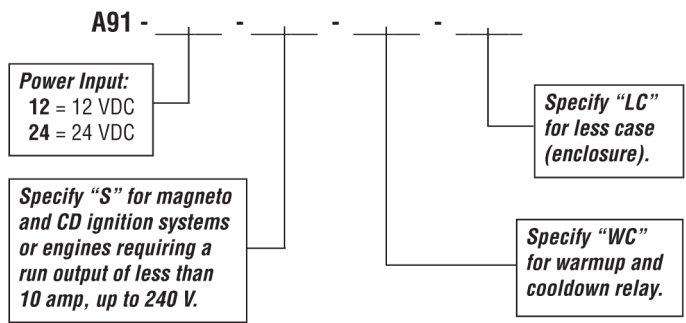 A91 - ____ - ____ - ____ - ____
Power Input:
12 = 12 VDC
24 = 24 VDC
Specify “S” for magneto
and CD ignition systems
or engines requiring a
run output of less than
10 amp, up to 240 V.
Specify “LC”
for less case
(enclosure).
Specify “WC”
for warmup and
cooldown relay.